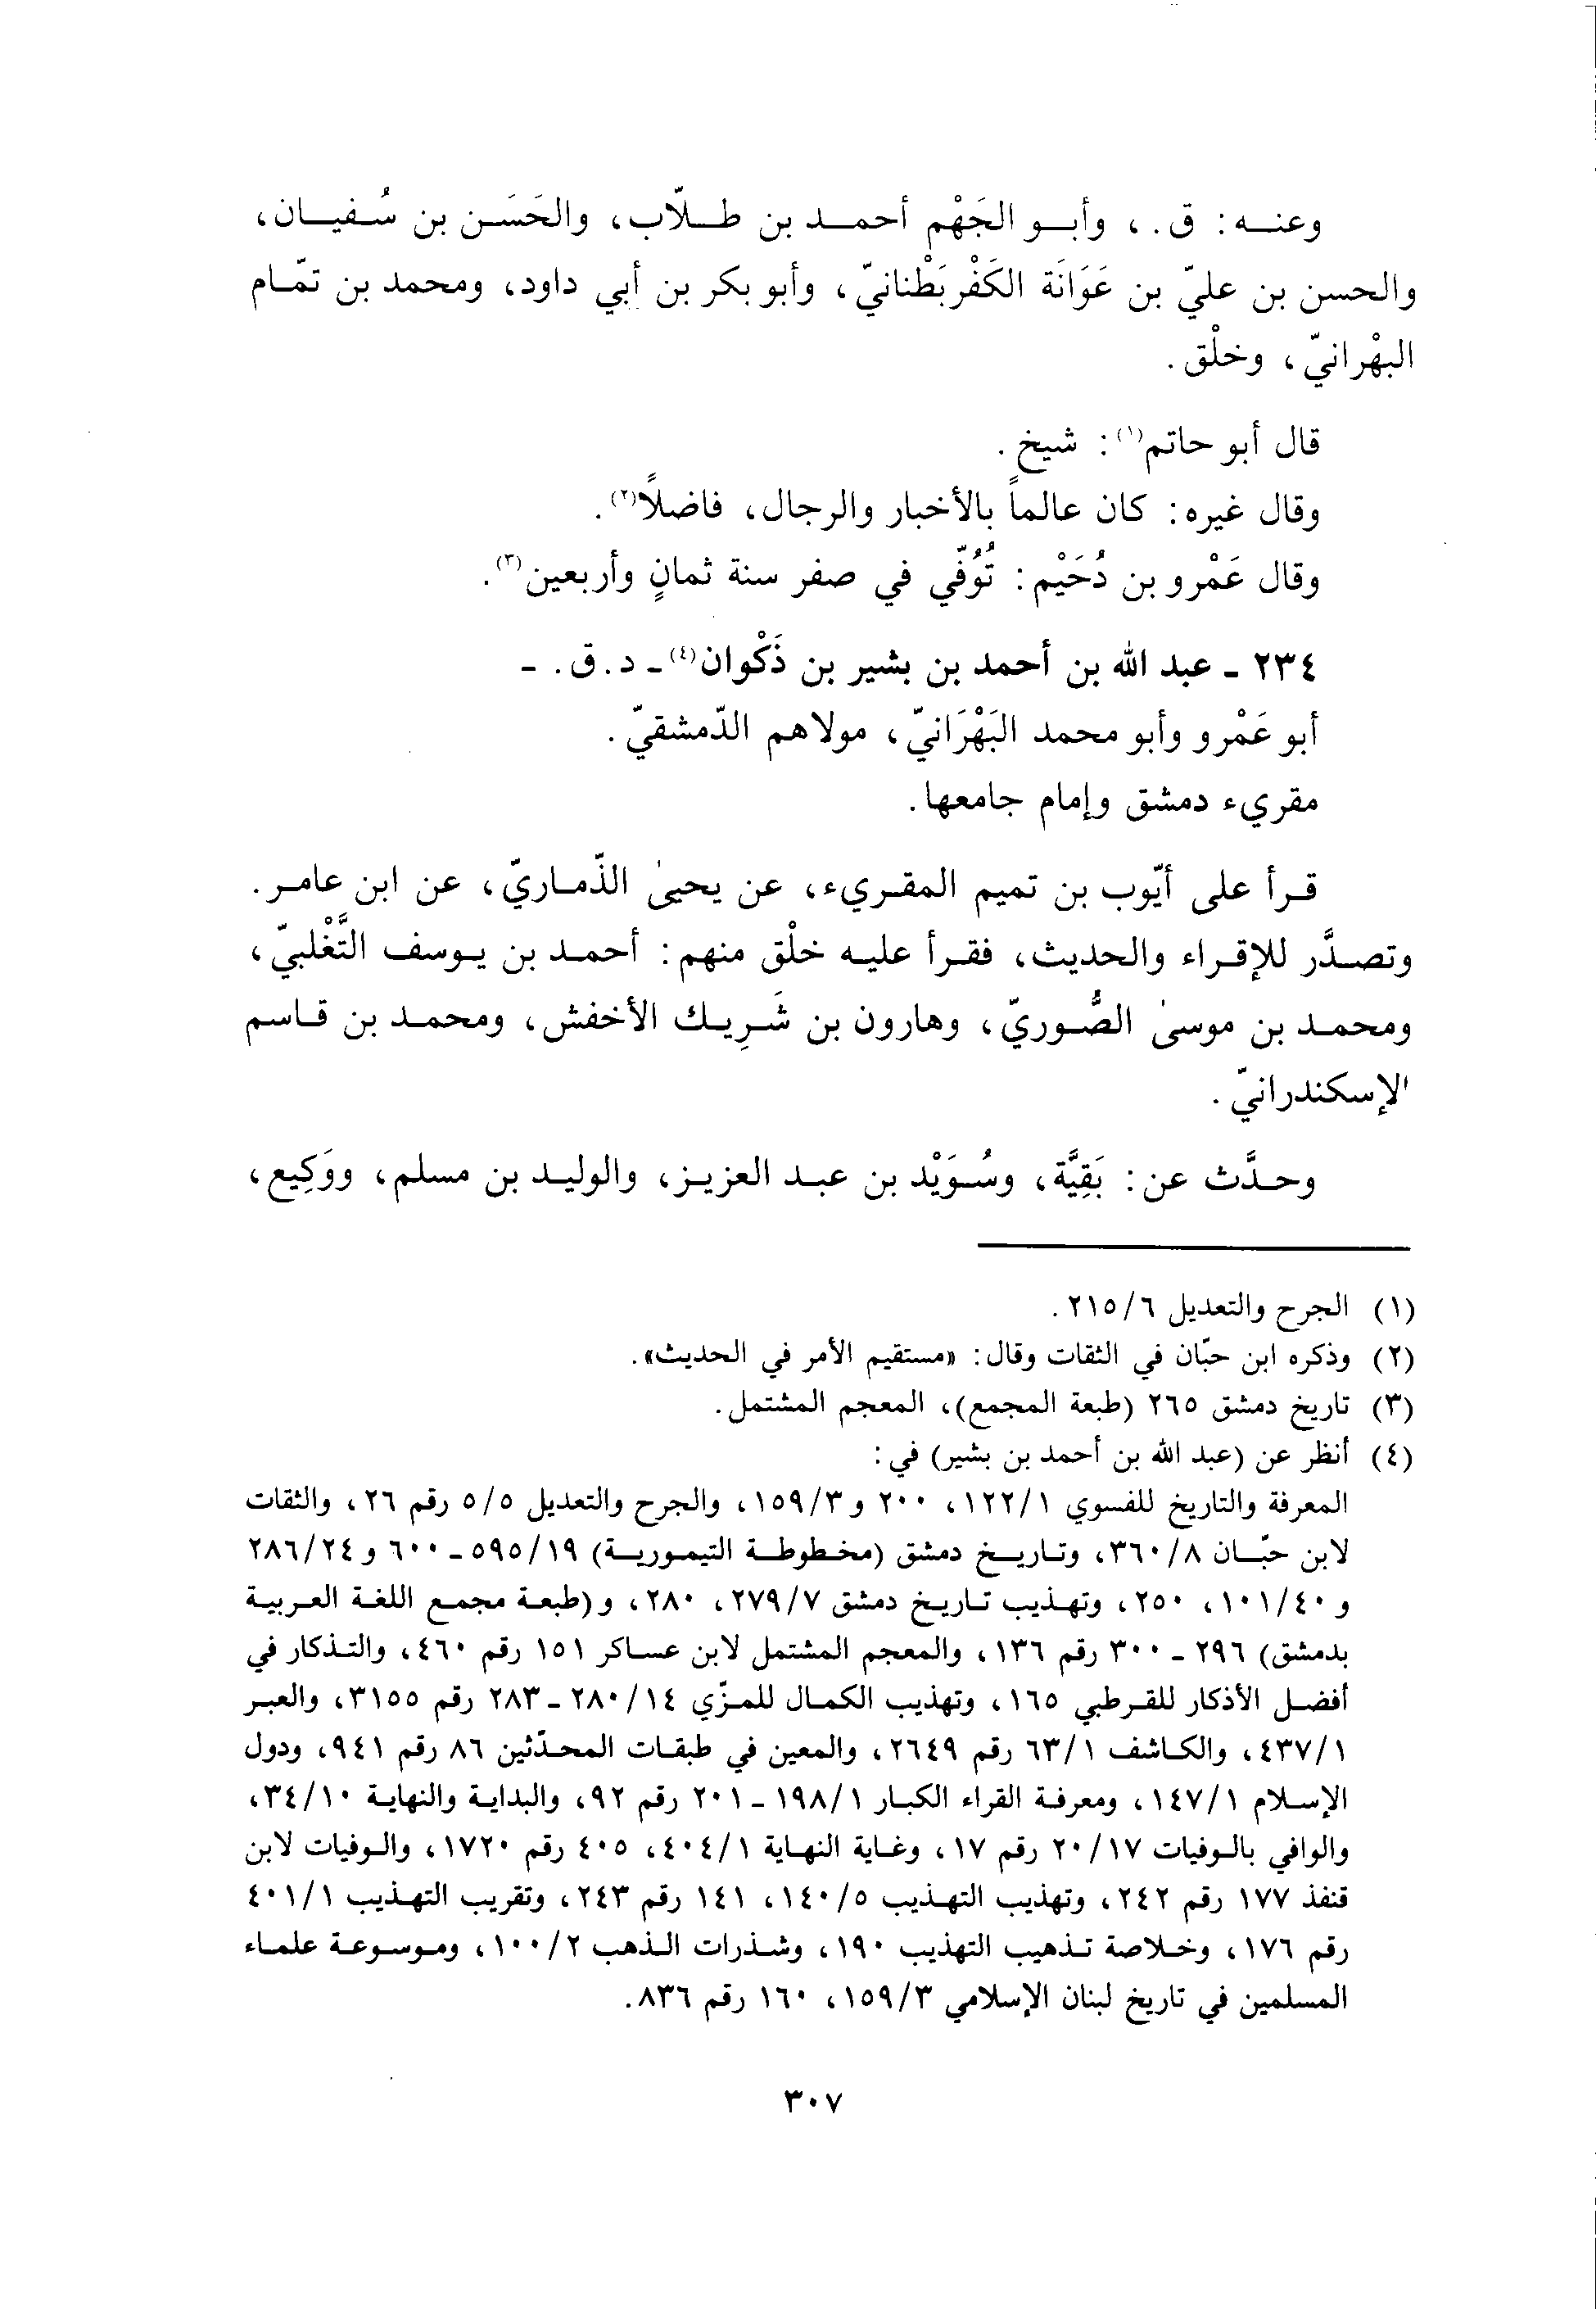 وعنه: ق.، وأبو الجَهْم أحمد بن طلّاب، والحَسَن بن سُفيان،
والحسن بن عليّ بن عَوَانَة الكَفْربَطْنانيّ، وأبو بكر بن أبي داود، ومحمد بن تمّام
البهْرانيّ، وخلْق.
قال أبو حاتم(١): شيخ.
وقال غيره: كان عالماً بالأخبار والرجال، فاضلاً(٢).
وقال عَمْرو بن دُحَيْم: تُوُفّي في صفر سنة ثمانٍ وأربعين(٣).
٢٣٤ - عبد الله بن أحمد بن بشير بن ذَكْوان(٤) - د.ق. -
أبو عَمْرو وأبو محمد البَهْرَانيّ، مولاهم الدّمشقيّ.
مقريء دمشق وإمام جامعها.
قرأ على أيّوب بن تميم المقريء، عن يحيىٰ الذّماريّ، عن ابن عامر.
وتصدَّر للإقراء والحديث، فقرأ عليه خلْق منهم: أحمد بن يوسف التَّغْلبيّ،
ومحمد بن موسىٰ الصُّوريّ، وهارون بن شَرِيك الأخفش، ومحمد بن قاسم
الإسكندرانيّ.
وحدَّث عن: بَقِيَّة، وسُوَيْد بن عبد العزيز، والوليد بن مسلم، ووَكِيع،
(١) الجرح والتعديل ٢١٥/٦.
(٢) وذكره ابن حبّان في الثقات وقال: «مستقيم الأمر في الحديث».
(٣) تاريخ دمشق ٢٦٥ (طبعة المجمع)، المعجم المشتمل.
(٤) أنظر عن (عبد الله بن أحمد بن بشير) في:
المعرفة والتاريخ للفسوي ١٢٢/١، ٢٠٠ و١٥٩/٣، والجرح والتعديل ٥/٥ رقم ٢٦، والثقات
لابن حبّان ٣٦٠/٨، وتاريخ دمشق (مخطوطة التيمورية) ٥٩٥/١٩ - ٦٠٠ و٢٨٦/٢٤
و١٠١/٤٠، ٢٥٠، وتهذيب تاريخ دمشق ٢٧٩/٧، ٢٨٠، و(طبعة مجمع اللغة العربية
بدمشق) ٢٩٦ - ٣٠٠ رقم ١٣٦، والمعجم المشتمل لابن عساكر ١٥١ رقم ٤٦٠، والتذكار في
أفضل الأذكار للقرطبي ١٦٥، وتهذيب الكمال للمزّي ٢٨٠/١٤ - ٢٨٣ رقم ٣١٥٥، والعبر
٤٣٧/١، والكاشف ٦٣/١ رقم ٢٦٤٩، والمعين في طبقات المحدّثين ٨٦ رقم ٩٤١، ودول
الإسلام ١٤٧/١، ومعرفة القراء الكبار ١٩٨/١ - ٢٠١ رقم ٩٢، والبداية والنهاية ٣٤/١٠،
والوافي بالوفيات ٢٠/١٧ رقم ١٧، وغاية النهاية ٤٠٤/١، ٤٠٥ رقم ١٧٢٠، والوفيات لابن
قنفذ ١٧٧ رقم ٢٤٢، وتهذيب التهذيب ١٤٠/٥، ١٤١ رقم ٢٤٣، وتقريب التهذيب ٤٠١/١
رقم ١٧٦، وخلاصة تذهيب التهذيب ١٩٠، وشذرات الذهب ١٠٠/٢، وموسوعة علماء
المسلمين في تاريخ لبنان الإسلامي ١٥٩/٣، ١٦٠ رقم ٨٣٦.
٣٠٧